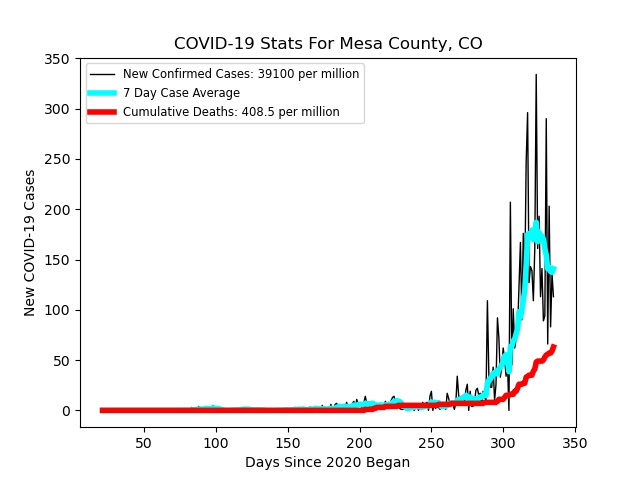 COVID-19 Stats For Mesa County, CO
New Confirmed Cases: 39100 per million
7 Day Case Average
Cumulative Deaths: 408.5 per million
350
300
250
200
150
100
50
0
New COVID-19 Cases
50 100 150 200 250 300 350
Days Since 2020 Began